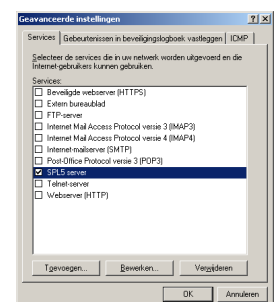 Geavanceerde instellingen
Services
Gebeurtenissen in beveiligingslogboek vastleggen
ICMP
Selecteer de services die in uw netwerk worden uitgevoerd en die
Internet-gebruikers kunnen gebruiken.
Services:
Beveiligde webserver (HTTPS)
Extern bureaublad
FTP-server
Internet Mail Access Protocol versie 3 (IMAP3)
Internet Mail Access Protocol versie 4 (IMAP4)
Internet-mailserver (SMTP)
Post-Office Protocol versie 3 (POP3)
SPL5 server
Telnet-server
Webserver (HTTP)
Toevoegen...
Bewerken...
Verwijderen
OK
Annuleren